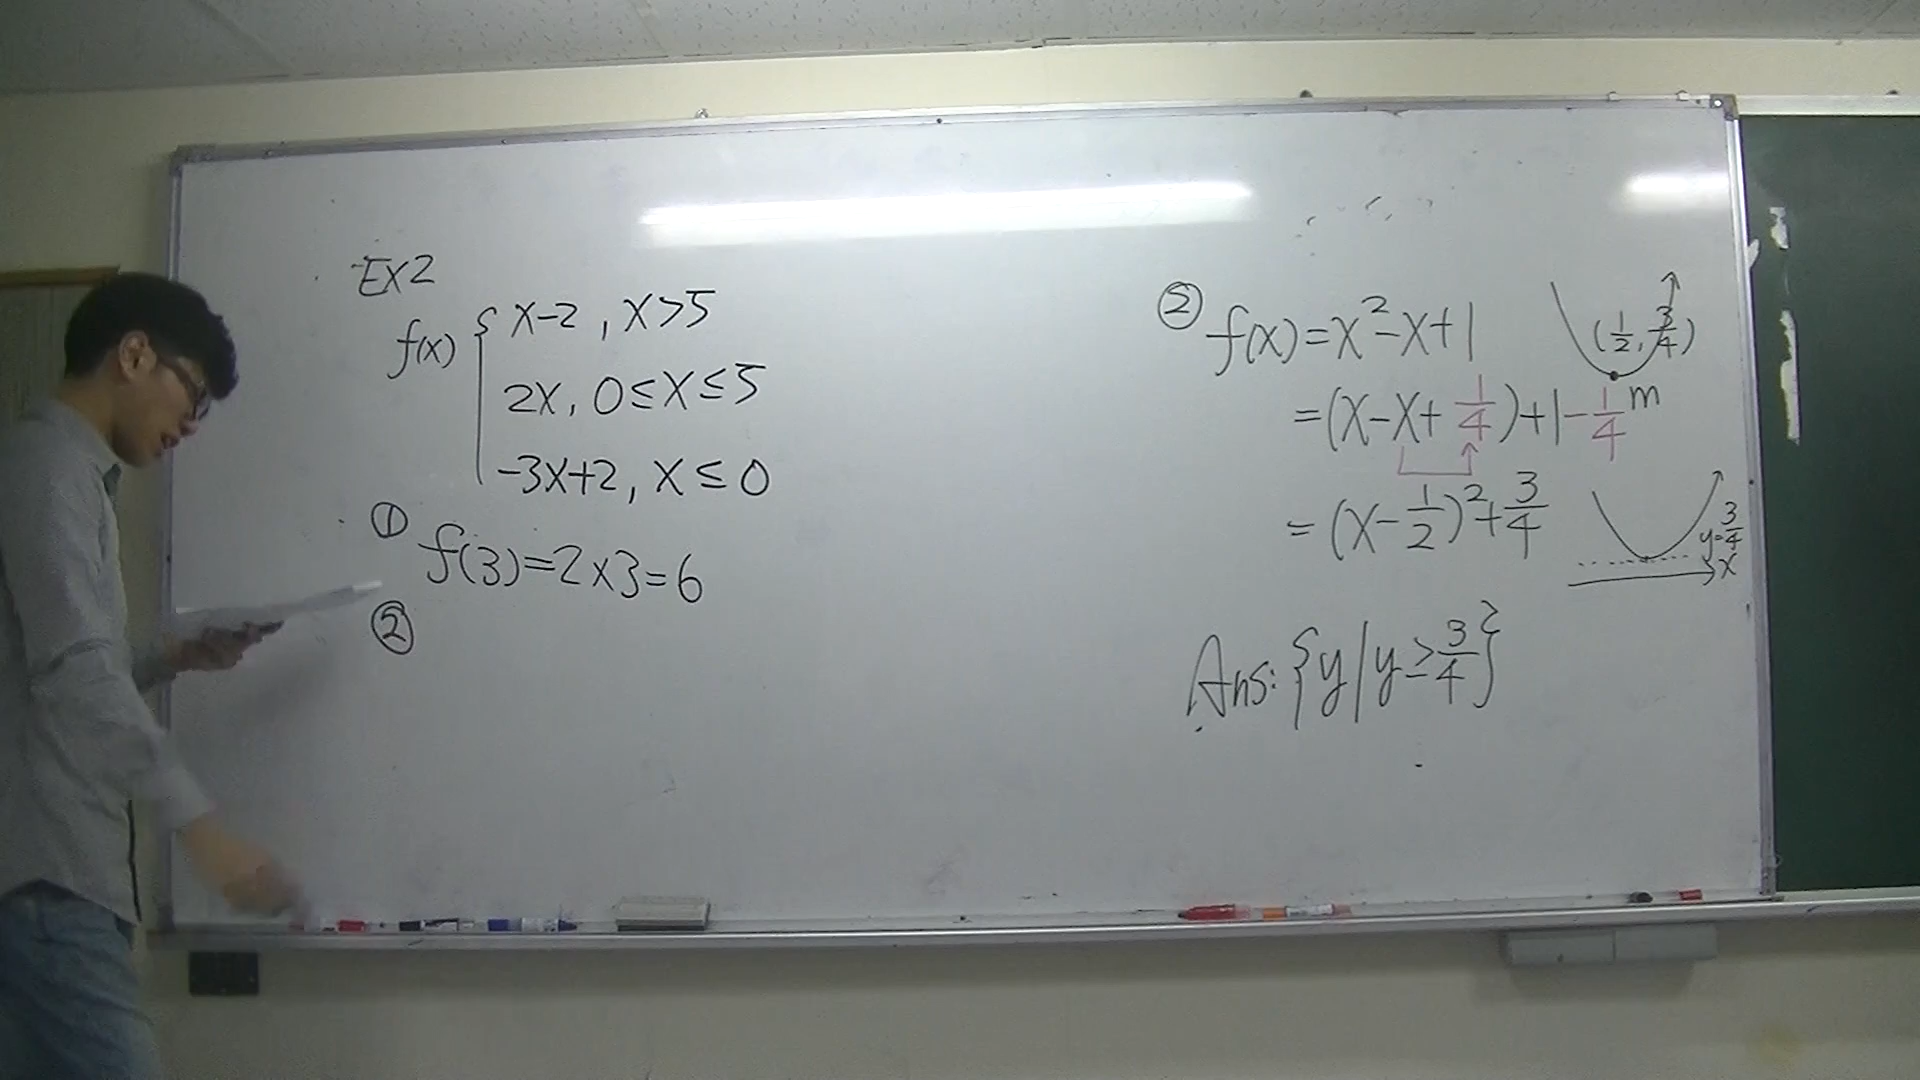 EX2
f(x) { x-2 , x>5
2x, 0≤x≤5
-3x+2, x≤0
① f(3)=2×3=6
②
② f(x)=x²-x+1
=(x-x+1/4)+1-1/4
=(x-1/2)²+3/4
Ans:{y|y≥3/4}
(1/2, 3/4)
m
y=3/4
x